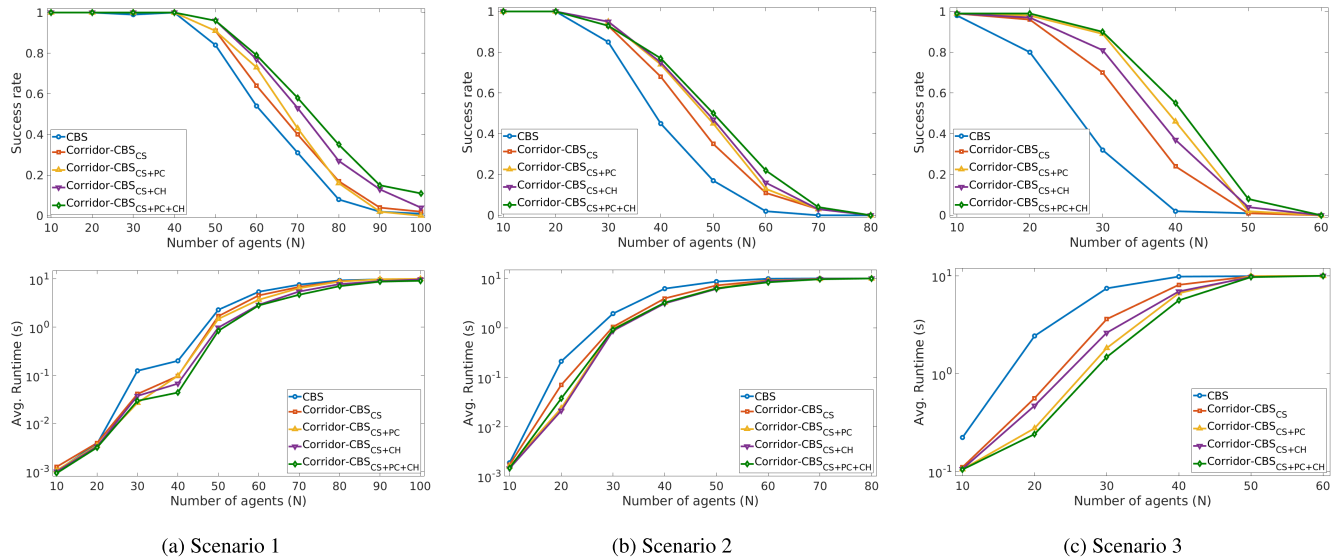 Success rate
1
0.8
0.6
0.4
0.2
0
CBS
Corridor-CBS_CS
Corridor-CBS_CS+PC
Corridor-CBS_CS+CH
Corridor-CBS_CS+PC+CH
10 20 30 40 50 60 70 80 90 100
Number of agents (N)
Success rate
1
0.8
0.6
0.4
0.2
0
CBS
Corridor-CBS_CS
Corridor-CBS_CS+PC
Corridor-CBS_CS+CH
Corridor-CBS_CS+PC+CH
10 20 30 40 50 60 70 80
Number of agents (N)
Success rate
1
0.8
0.6
0.4
0.2
0
CBS
Corridor-CBS_CS
Corridor-CBS_CS+PC
Corridor-CBS_CS+CH
Corridor-CBS_CS+PC+CH
10 20 30 40 50 60
Number of agents (N)
Avg. Runtime (s)
10^1
10^0
10^-1
10^-2
10^-3
CBS
Corridor-CBS_CS
Corridor-CBS_CS+PC
Corridor-CBS_CS+CH
Corridor-CBS_CS+PC+CH
10 20 30 40 50 60 70 80 90 100
Number of agents (N)
Avg. Runtime (s)
10^1
10^0
10^-1
10^-2
10^-3
CBS
Corridor-CBS_CS
Corridor-CBS_CS+PC
Corridor-CBS_CS+CH
Corridor-CBS_CS+PC+CH
10 20 30 40 50 60 70 80
Number of agents (N)
Avg. Runtime (s)
10^1
10^0
10^-1
CBS
Corridor-CBS_CS
Corridor-CBS_CS+PC
Corridor-CBS_CS+CH
Corridor-CBS_CS+PC+CH
10 20 30 40 50 60
Number of agents (N)
(a) Scenario 1
(b) Scenario 2
(c) Scenario 3